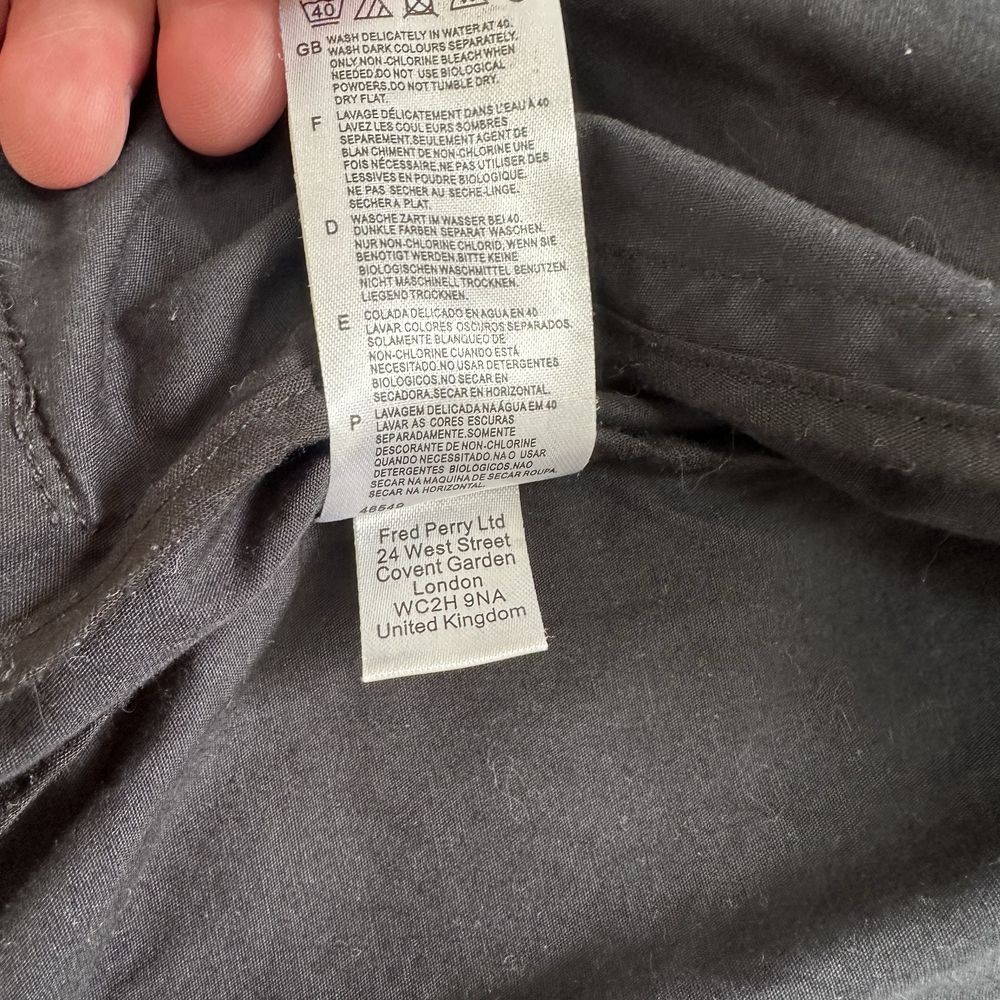 40
GB WASH DELICATELY IN WATER AT 40.
WASH DARK COLOURS SEPARATELY.
ONLY NON-CHLORINE BLEACH WHEN
NEEDED.DO NOT USE BIOLOGICAL
POWDERS.DO NOT TUMBLE DRY.
DRY FLAT.
F LAVAGE DÉLICATEMENT DANS L'EAU À 40
LAVEZ LES COULEURS SOMBRES
SEPAREMENT.SEULEMENT AGENT DE
BLAN CHIMENT DE NON-CHLORINE UNE
FOIS NÉCESSAIRE.NE PAS UTILISER DES
LESSIVES EN POUDRE BIOLOGIQUE.
NE PAS SECHER AU SECHE-LINGE.
SECHER A PLAT.
D WASCHE ZART IM WASSER BEI 40.
DUNKLE FARBEN SEPARAT WASCHEN.
NUR NON-CHLORINE CHLORID, WENN SIE
BENÖTIGT WERDEN.BITTE KEINE
BIOLOGISCHEN WASCHMITTEL BENUTZEN.
NICHT MASCHINELL TROCKNEN.
LIEGEND TROCKNEN.
E COLADA DELICADO EN AGUA EN 40
LAVAR COLORES OSCUROS SEPARADOS.
SOLAMENTE BLANQUEO DE
NON-CHLORINE CUANDO ESTÁ
NECESITADO.NO USAR DETERGENTES
BIOLOGICOS.NO SECAR EN
SECADORA.SECAR EN HORIZONTAL.
P LAVAGEM DELICADA NA ÁGUA EM 40
LAVAR AS CORES ESCURAS
SEPARADAMENTE.SOMENTE
DESCORANTE DE NON-CHLORINE
QUANDO NECESSITADO.NA O USAR
DETERGENTES BIOLOGICOS.NAO
SECAR NA MAQUINA DE SECAR ROUPA.
SECAR NA HORIZONTAL.
Fred Perry Ltd
24 West Street
Covent Garden
London
WC2H 9NA
United Kingdom